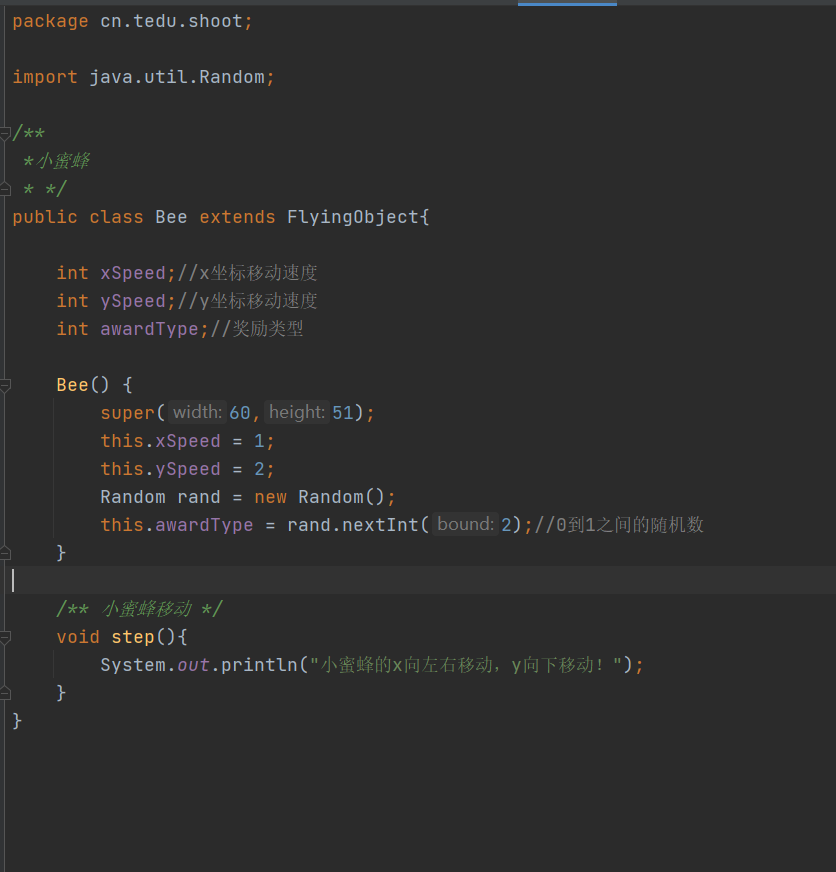 package cn.tedu.shoot;
import java.util.Random;
/**
*小蜜蜂
* */
public class Bee extends FlyingObject{
int xSpeed;//x坐标移动速度
int ySpeed;//y坐标移动速度
int awardType;//奖励类型
Bee() {
super( width: 60, height: 51);
this.xSpeed = 1;
this.ySpeed = 2;
Random rand = new Random();
this.awardType = rand.nextInt( bound: 2);//0到1之间的随机数
}
/** 小蜜蜂移动 */
void step(){
System.out.println("小蜜蜂的x向左右移动，y向下移动！");
}
}